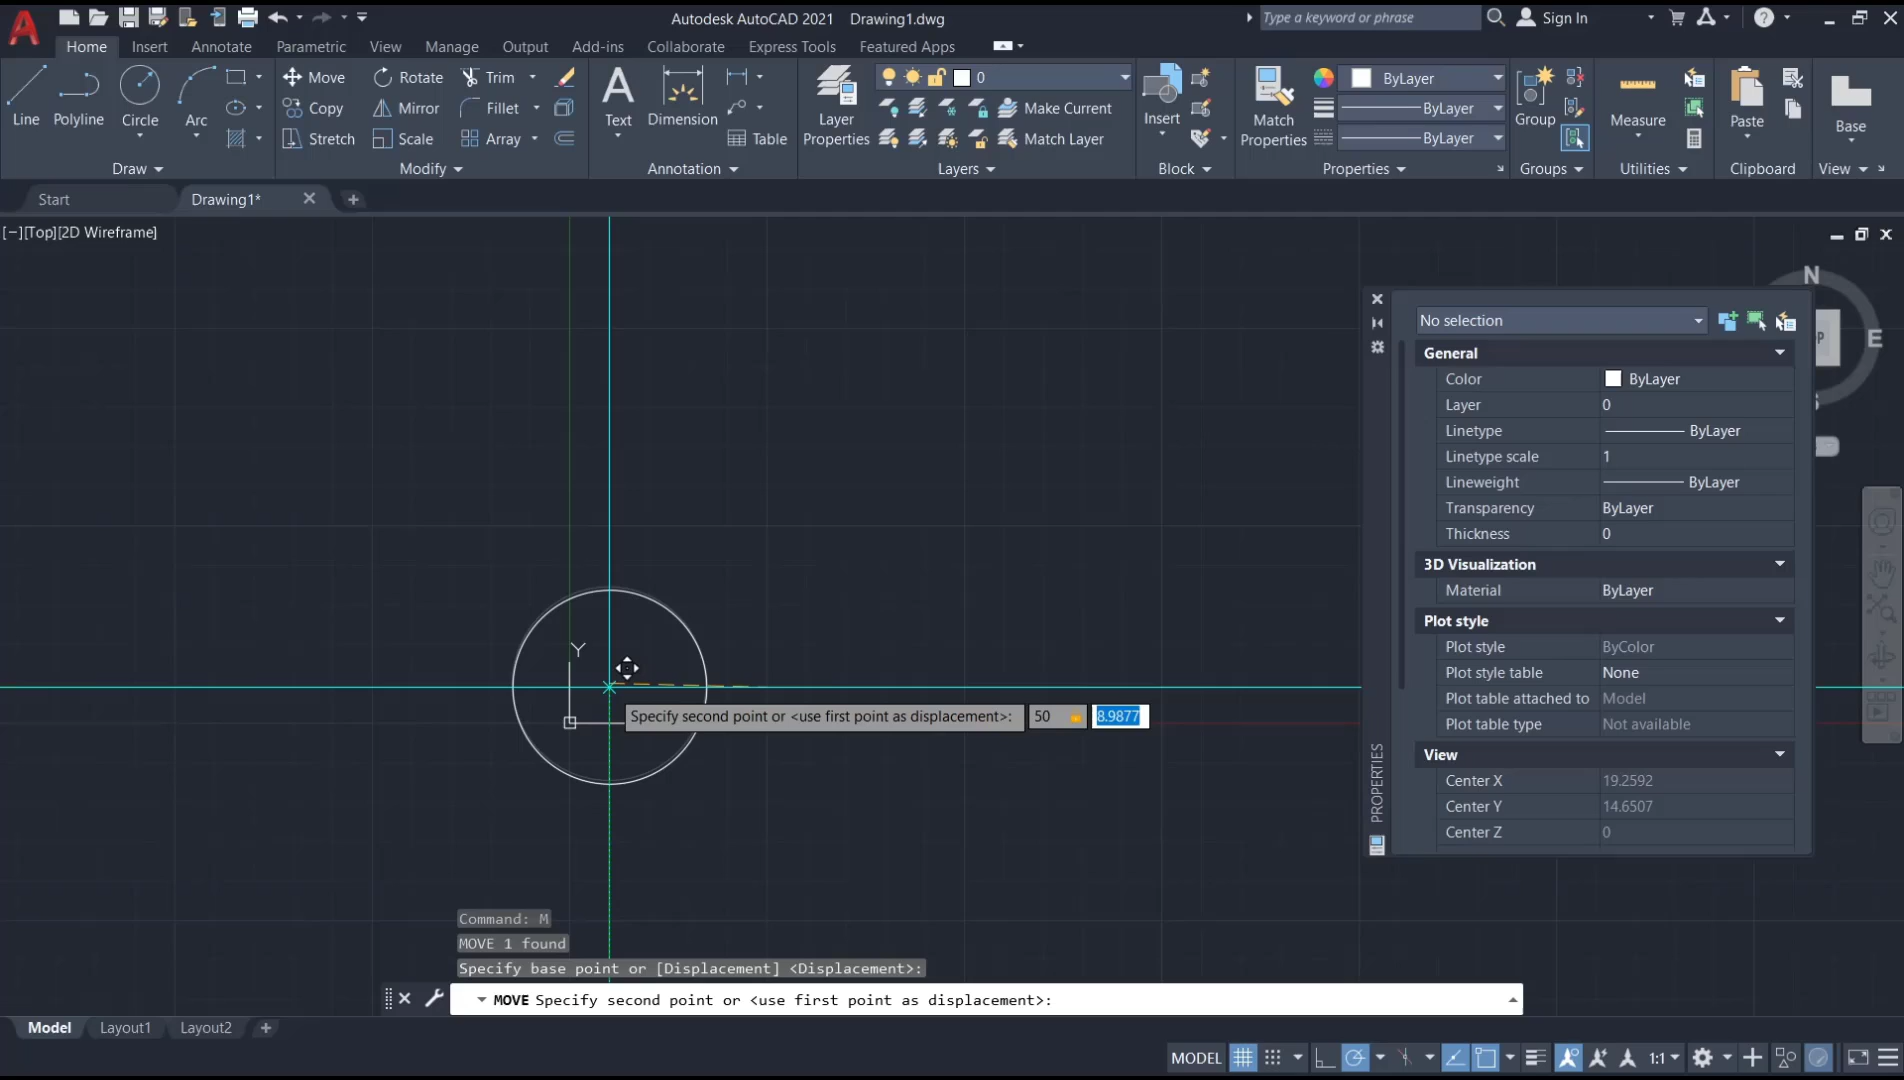 Autodesk AutoCAD 2021 Drawing1.dwg
Type a keyword or phrase
Sign In
Home Insert Annotate Parametric View Manage Output Add-ins Collaborate Express Tools Featured Apps
Line Polyline Circle Arc
Move Rotate Trim
Copy Mirror Fillet
Stretch Scale Array
Text Dimension Table
Layer Properties
0
Make Current
Match Layer
Insert
Match Properties
ByLayer
ByLayer
ByLayer
Group
Measure
Paste
Base
Draw Modify Annotation Layers Block Properties Groups Utilities Clipboard View
Start Drawing1*
[−][Top][2D Wireframe]
N
E
No selection
General
Color ByLayer
Layer 0
Linetype ByLayer
Linetype scale 1
Lineweight ByLayer
Transparency ByLayer
Thickness 0
3D Visualization
Material ByLayer
Plot style
Plot style ByColor
Plot style table None
Plot table attached to Model
Plot table type Not available
View
Center X 19.2592
Center Y 14.6507
Center Z 0
PROPERTIES
Y
Specify second point or <use first point as displacement>: 50 8.9877
Command: M
MOVE 1 found
Specify base point or [Displacement] <Displacement>:
MOVE Specify second point or <use first point as displacement>:
Model Layout1 Layout2
MODEL 1:1